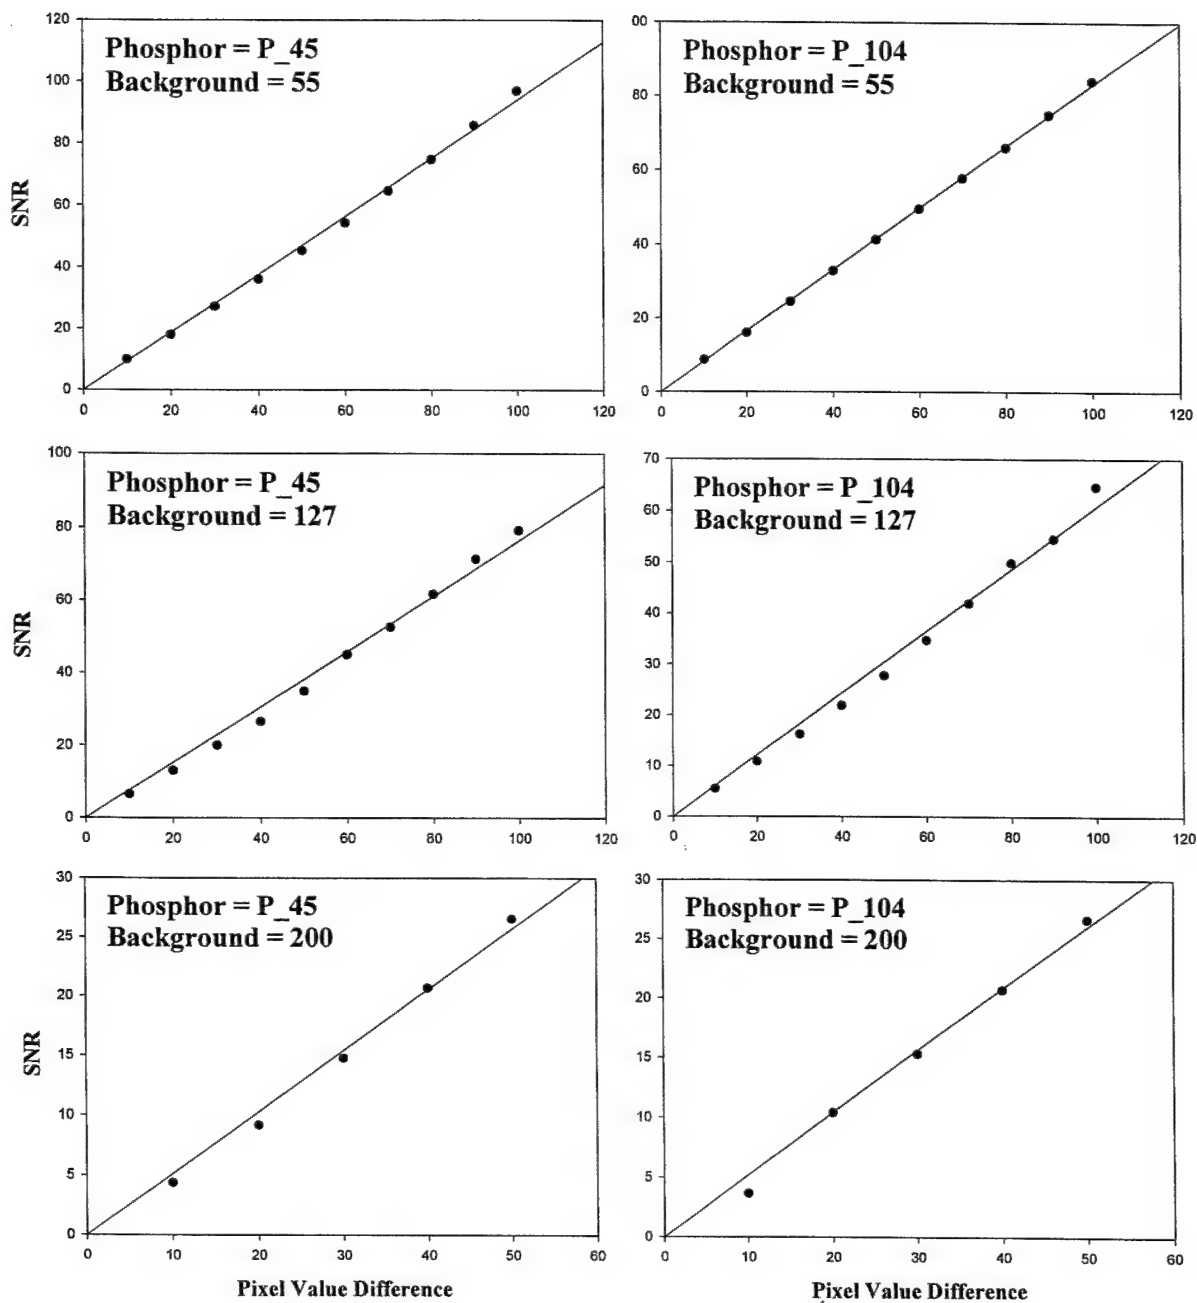 120
100
80
60
40
20
0
SNR
Phosphor = P_45
Background = 55
0 20 40 60 80 100 120
00
80
60
40
20
0
Phosphor = P_104
Background = 55
0 20 40 60 80 100 120
100
80
60
40
20
0
SNR
Phosphor = P_45
Background = 127
0 20 40 60 80 100 120
70
60
50
40
30
20
10
0
Phosphor = P_104
Background = 127
0 20 40 60 80 100 120
30
25
20
15
10
5
0
SNR
Phosphor = P_45
Background = 200
0 10 20 30 40 50 60
Pixel Value Difference
30
25
20
15
10
5
0
Phosphor = P_104
Background = 200
0 10 20 30 40 50 60
Pixel Value Difference